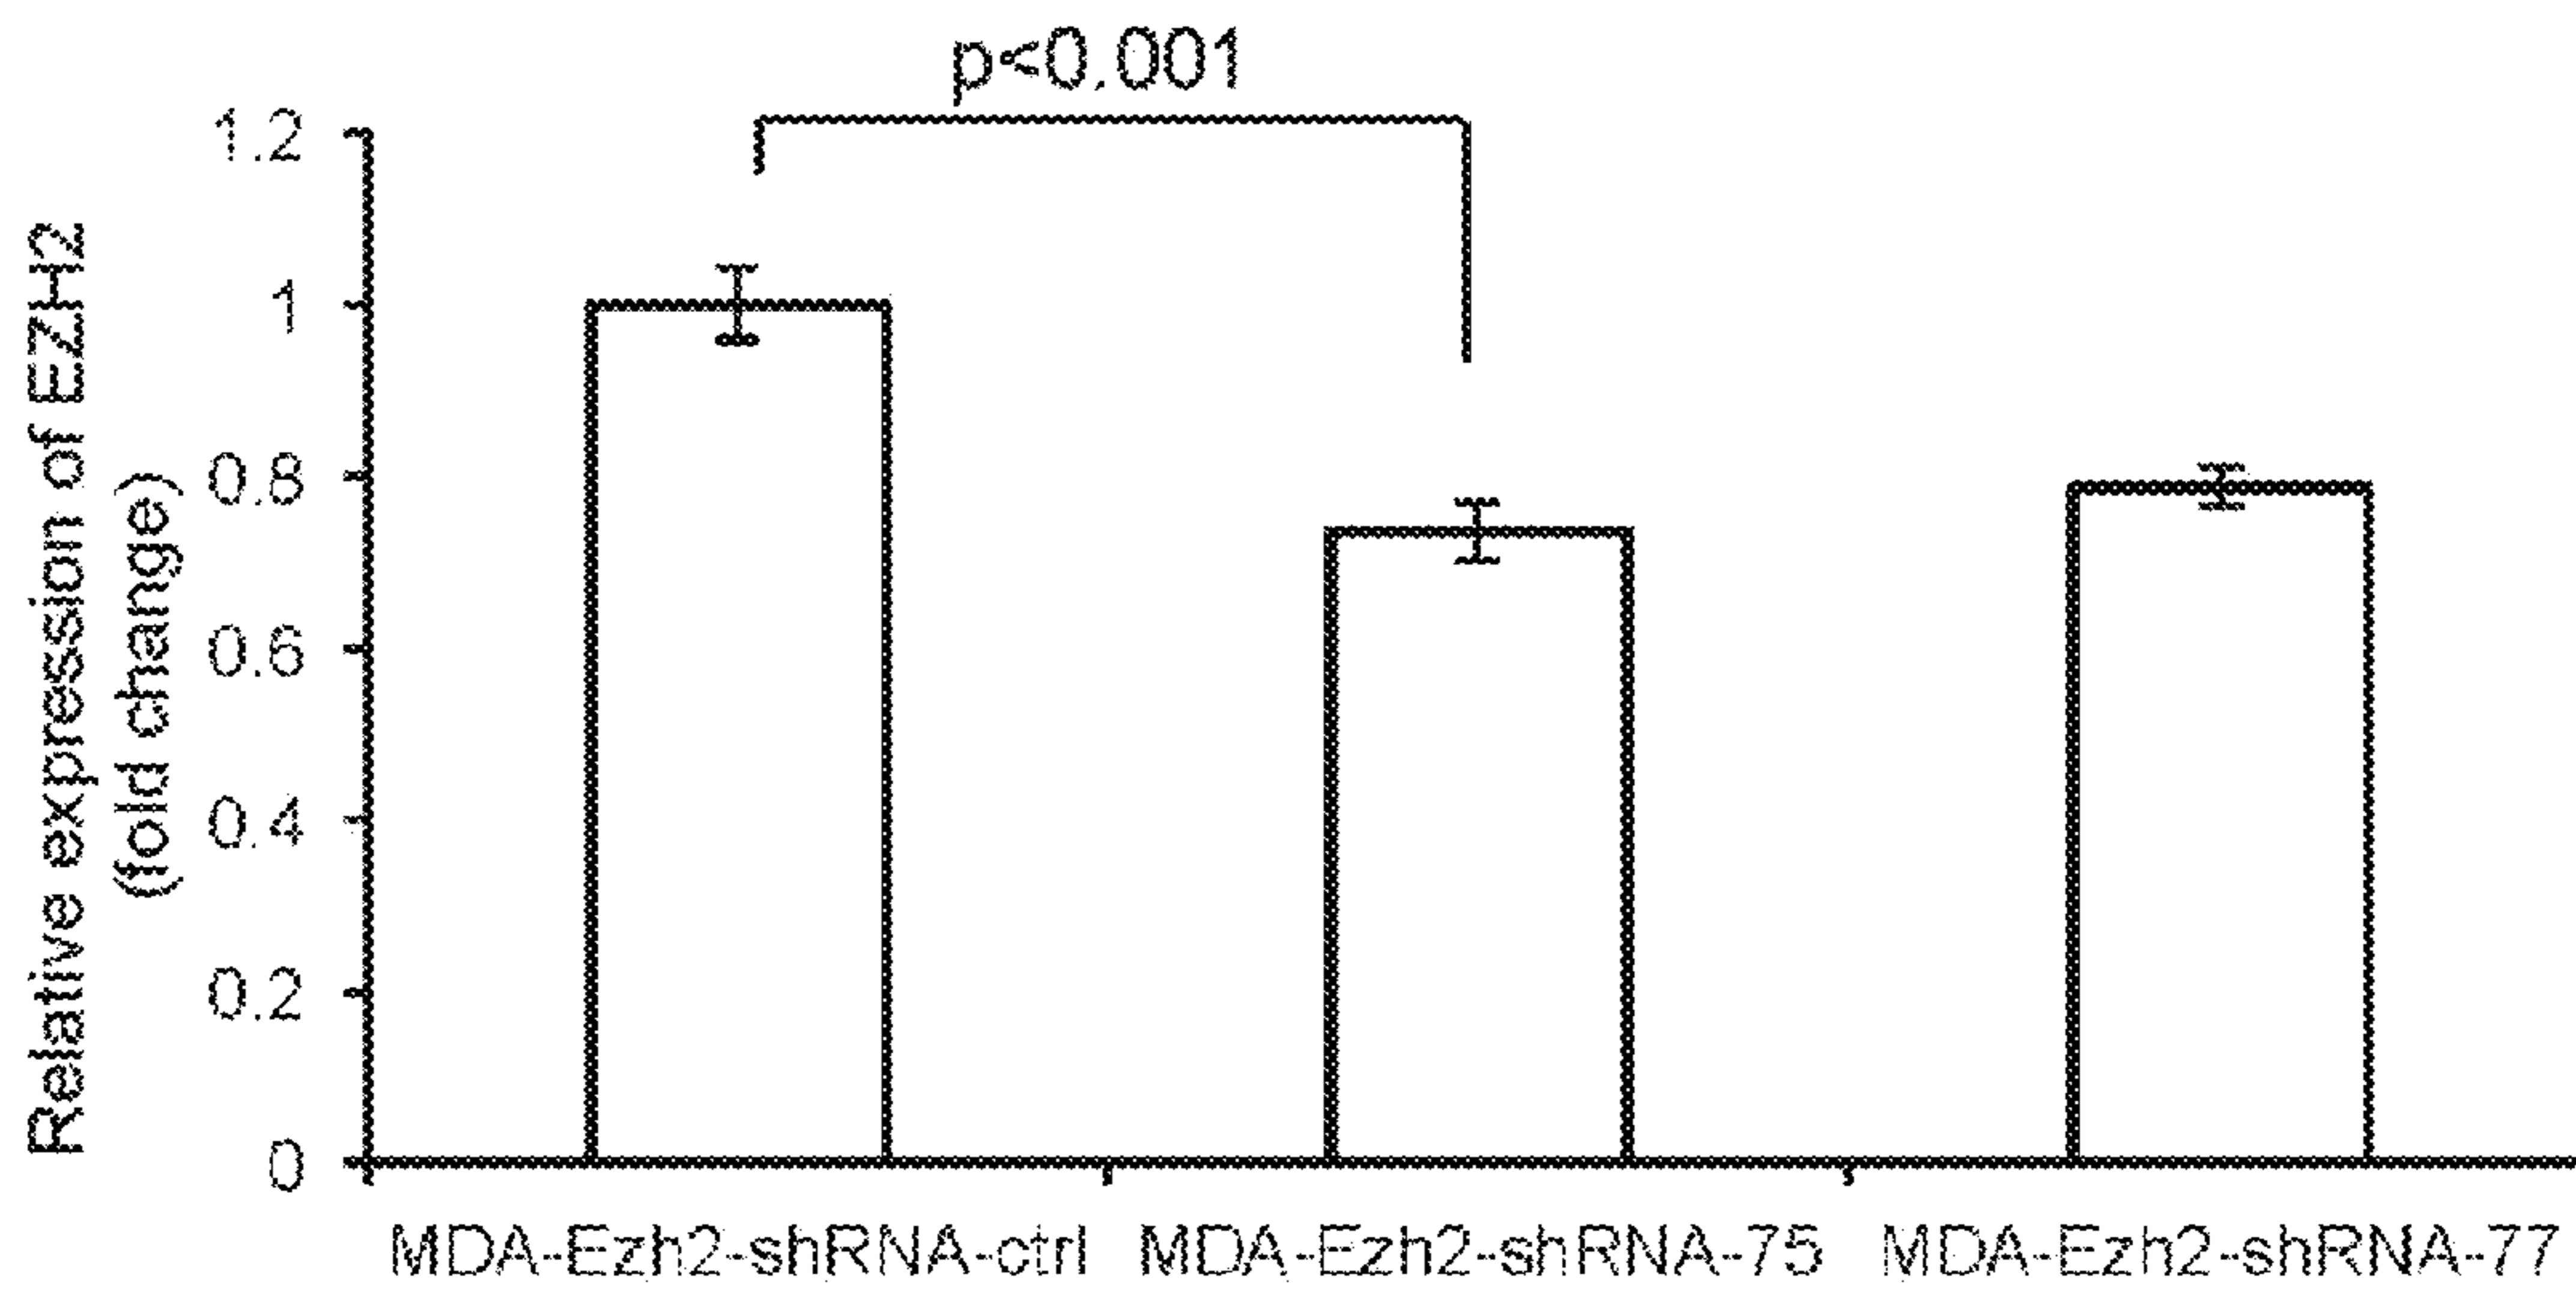 p<0.001
1.2
1
0.8
0.6
0.4
0.2
0
Relative expression of EZH2
(fold change)
MDA-Ezh2-shRNA-ctrl
MDA-Ezh2-shRNA-75
MDA-Ezh2-shRNA-77